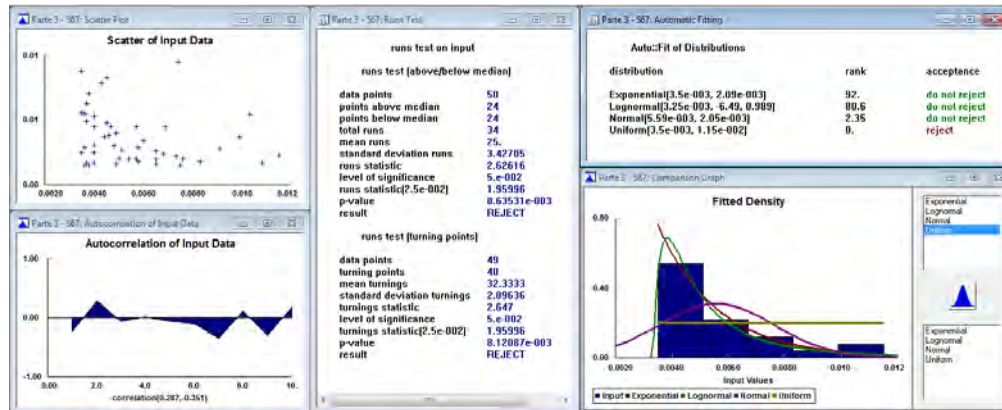 Parte 3 - S67: Scatter Plot
Scatter of Input Data
0.01
0.01
0.00
0.0020 0.0040 0.0060 0.0080 0.010 0.012
Parte 3 - S67: Autocorrelation of Input Data
Autocorrelation of Input Data
1.00
0.00
-1.00
0.00 2.0 4.0 6.0 8.0 10.
correlation(0.287,-0.351)
Parte 3 - S67: Runs Test
runs test on input
runs test (above/below median)
data points 50
points above median 24
points below median 24
total runs 34
mean runs 25.
standard deviation runs 3.42705
runs statistic 2.62616
level of significance 5.e-002
runs statistic(2.5e-002) 1.95996
p-value 8.63531e-003
result REJECT
runs test (turning points)
data points 49
turning points 40
mean turnings 32.3333
standard deviation turnings 2.89636
turnings statistic 2.647
level of significance 5.e-002
turnings statistic(2.5e-002) 1.95996
p-value 8.12087e-003
result REJECT
Parte 3 - S67: Automatic Fitting
Auto::Fit of Distributions
distribution rank acceptance
Exponential(3.5e-003, 2.09e-003) 92. do not reject
Lognormal(3.25e-003, -6.49, 0.989) 80.6 do not reject
Normal(5.59e-003, 2.05e-003) 2.35 do not reject
Uniform(3.5e-003, 1.15e-002) 0. reject
Parte 3 - S67: Comparison Graph
Fitted Density
0.80
0.40
0.00
0.0020 0.0040 0.0060 0.0080 0.010 0.012
Input Values
Input Exponential Lognormal Normal Uniform
Exponential
Lognormal
Normal
Uniform
Exponential
Lognormal
Normal
Uniform